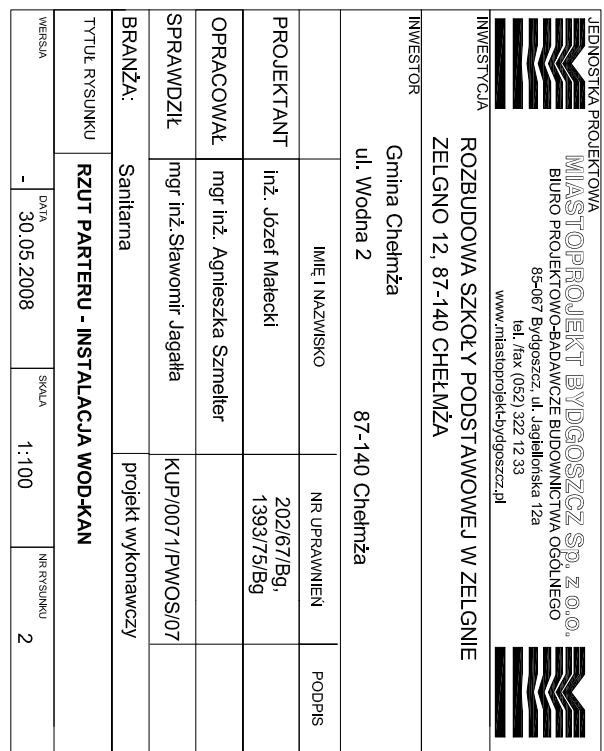 JEDNOSTKA PROJEKTOWA
MIASTOPROJEKT BYDGOSZCZ Sp. z o.o.
BIURO PROJEKTOWO-BADAWCZE BUDOWNICTWA OGÓLNEGO
85-067 Bydgoszcz, ul. Jagiellońska 12a
tel. /fax (052) 322 12 33
www.miastoprojekt-bydgoszcz.pl
INWESTYCJA
ROZBUDOWA SZKOŁY PODSTAWOWEJ W ZELGNIE
ZELGNO 12, 87-140 CHEŁMŻA
INWESTOR
Gmina Chełmża
ul. Wodna 2 87-140 Chełmża
IMIĘ I NAZWISKO NR UPRAWNIEŃ PODPIS
PROJEKTANT inż. Józef Małecki 202/67/Bg,
1393/75/Bg
OPRACOWAŁ mgr inż. Agnieszka Szmelter
SPRAWDZIŁ mgr inż.Sławomir Jagałła KUP/0071/PWOS/07
BRANŻA: Sanitarna projekt wykonawczy
TYTUŁ RYSUNKU RZUT PARTERU - INSTALACJA WOD-KAN
WERSJA - DATA 30.05.2008 SKALA 1:100 NR RYSUNKU 2